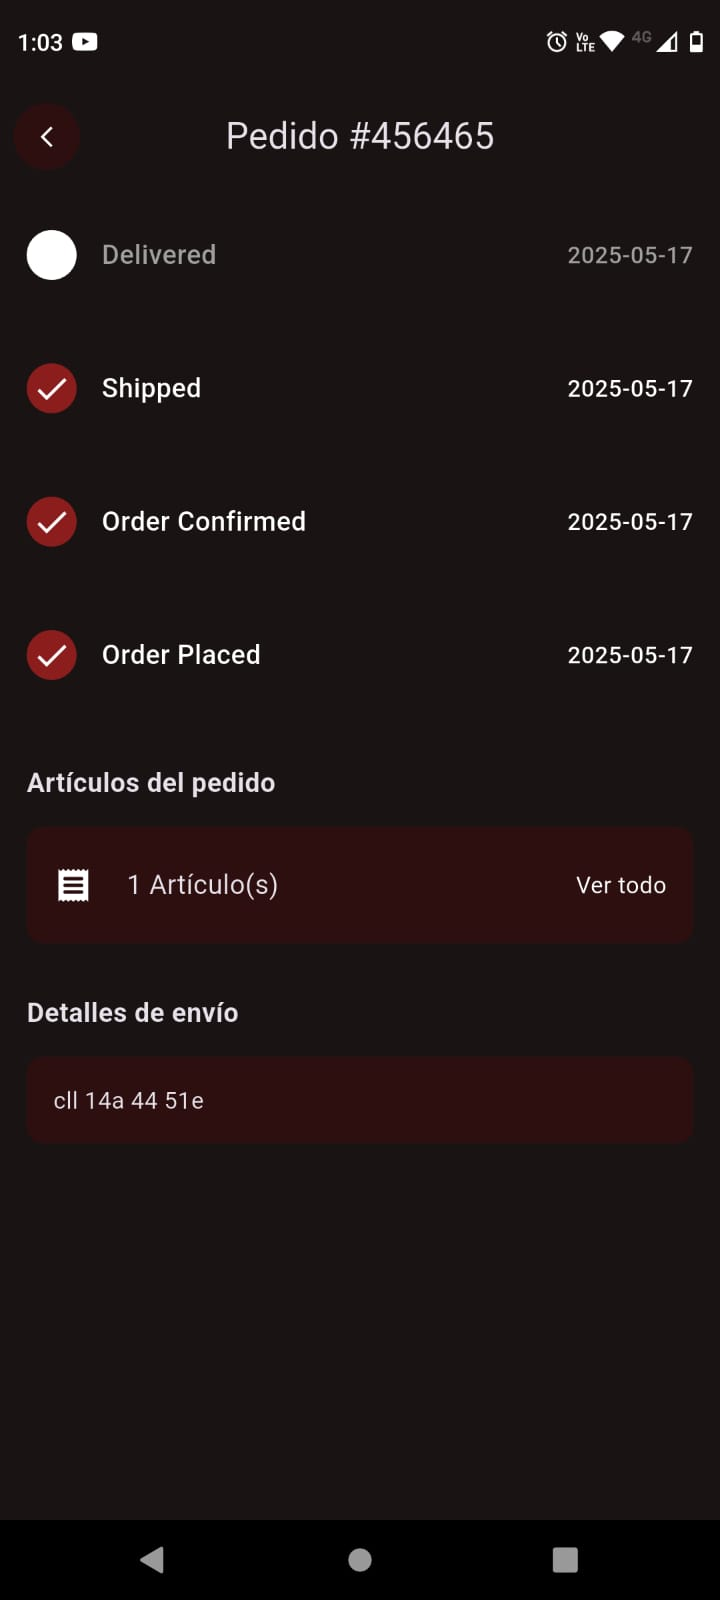 1:03
Vo
LTE
4G
Pedido #456465
Delivered 2025-05-17
Shipped 2025-05-17
Order Confirmed 2025-05-17
Order Placed 2025-05-17
Artículos del pedido
1 Artículo(s) Ver todo
Detalles de envío
cll 14a 44 51e